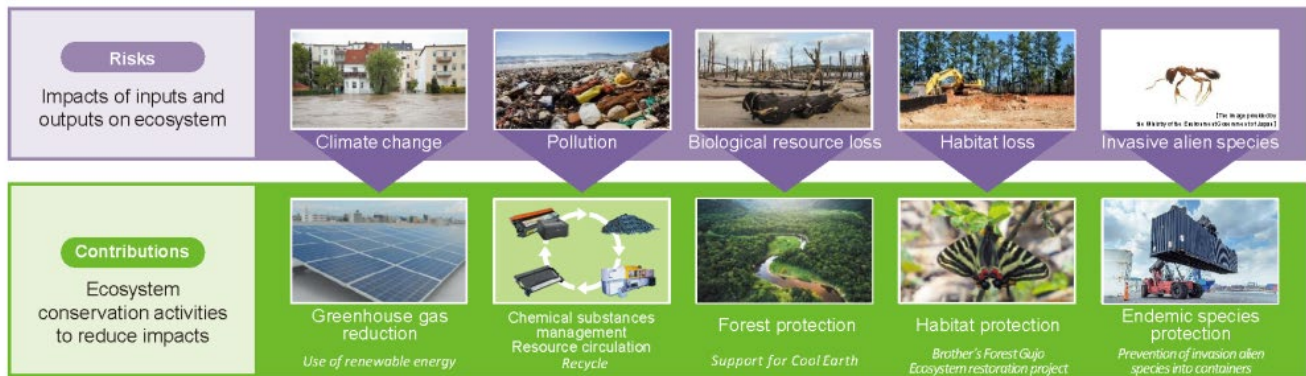 Risks
Impacts of inputs and
outputs on ecosystem
Climate change
Pollution
Biological resource loss
Habitat loss
[The image provided by
the Ministry of the Environment Government of Japan]
Invasive alien species
Contributions
Ecosystem
conservation activities
to reduce impacts
Greenhouse gas
reduction
Use of renewable energy
Chemical substances
management
Resource circulation
Recycle
Forest protection
Support for Cool Earth
Habitat protection
Brother's Forest Gujo
Ecosystem restoration project
Endemic species
protection
Prevention of invasion alien
species into containers